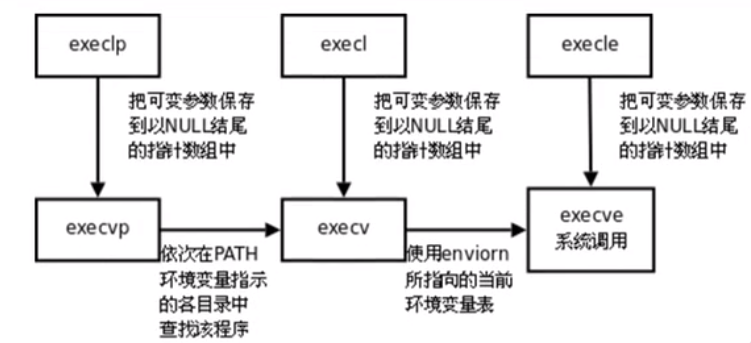 execlp
execl
execle
把可变参数保存
到以NULL结尾
的指针数组中
把可变参数保存
到以NULL结尾
的指针数组中
把可变参数保存
到以NULL结尾
的指针数组中
execvp
execv
execve
系统调用
依次在PATH
环境变量指示
的各目录中
查找该程序
使用enviorn
所指向的当前
环境变量表